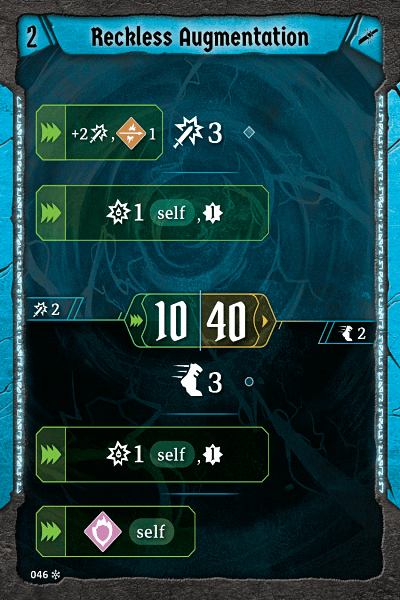 2 Reckless Augmentation
+2 , 1 3
1 self ,
2 10 40 2
3
1 self ,
self
046